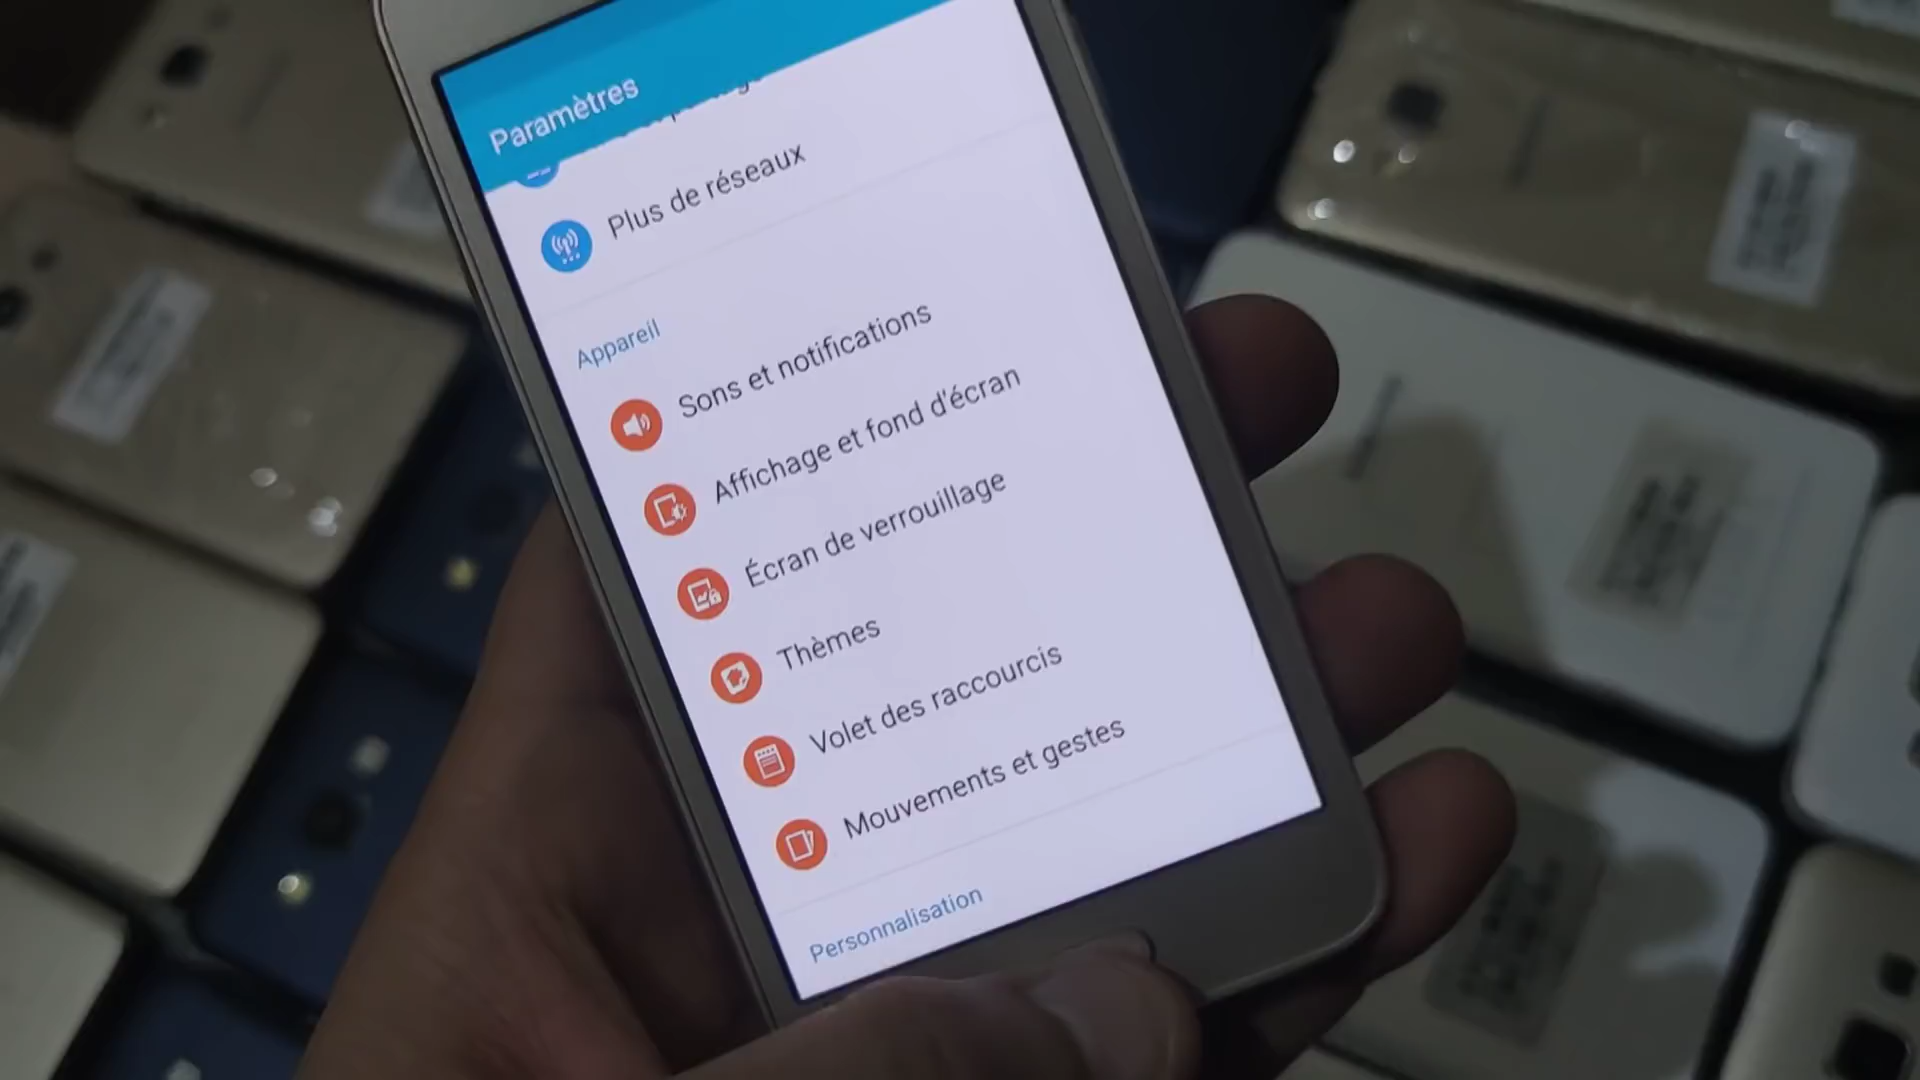 Paramètres
Plus de réseaux
Appareil
Sons et notifications
Affichage et fond d'écran
Écran de verrouillage
Thèmes
Volet des raccourcis
Mouvements et gestes
Personnalisation